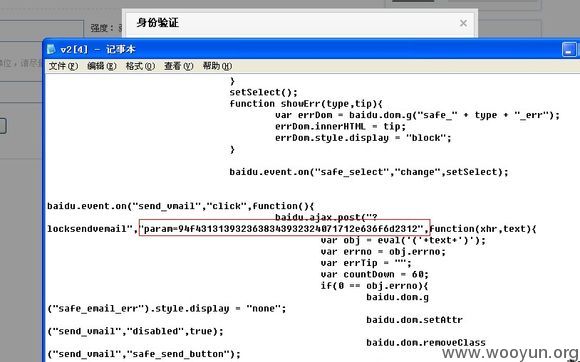 身份验证
强度:
位，请尽
v2[4] - 记事本
文件(F) 编辑(E) 格式(O) 查看(V) 帮助(H)
}
setSelect();
function showErr(type,tip){
var errDom = baidu.dom.g("safe_" + type + "_err");
errDom.innerHTML = tip;
errDom.style.display = "block";
}
baidu.event.on("safe_select","change",setSelect);
baidu.event.on("send_vmail","click",function(){
baidu.ajax.post("?
locksendvemail","param=94f4313139323638343932324071712e636f6d2312",function(xhr,text){
var obj = eval('('+text+')');
var errno = obj.errno;
var errTip = "";
var countDown = 60;
if(0 == obj.errno){
baidu.dom.g
("safe_email_err").style.display = "none";
baidu.dom.setAttr
("send_vmail","disabled",true);
baidu.dom.removeClass
("send_vmail","safe_send_button");
www.wooyun.org